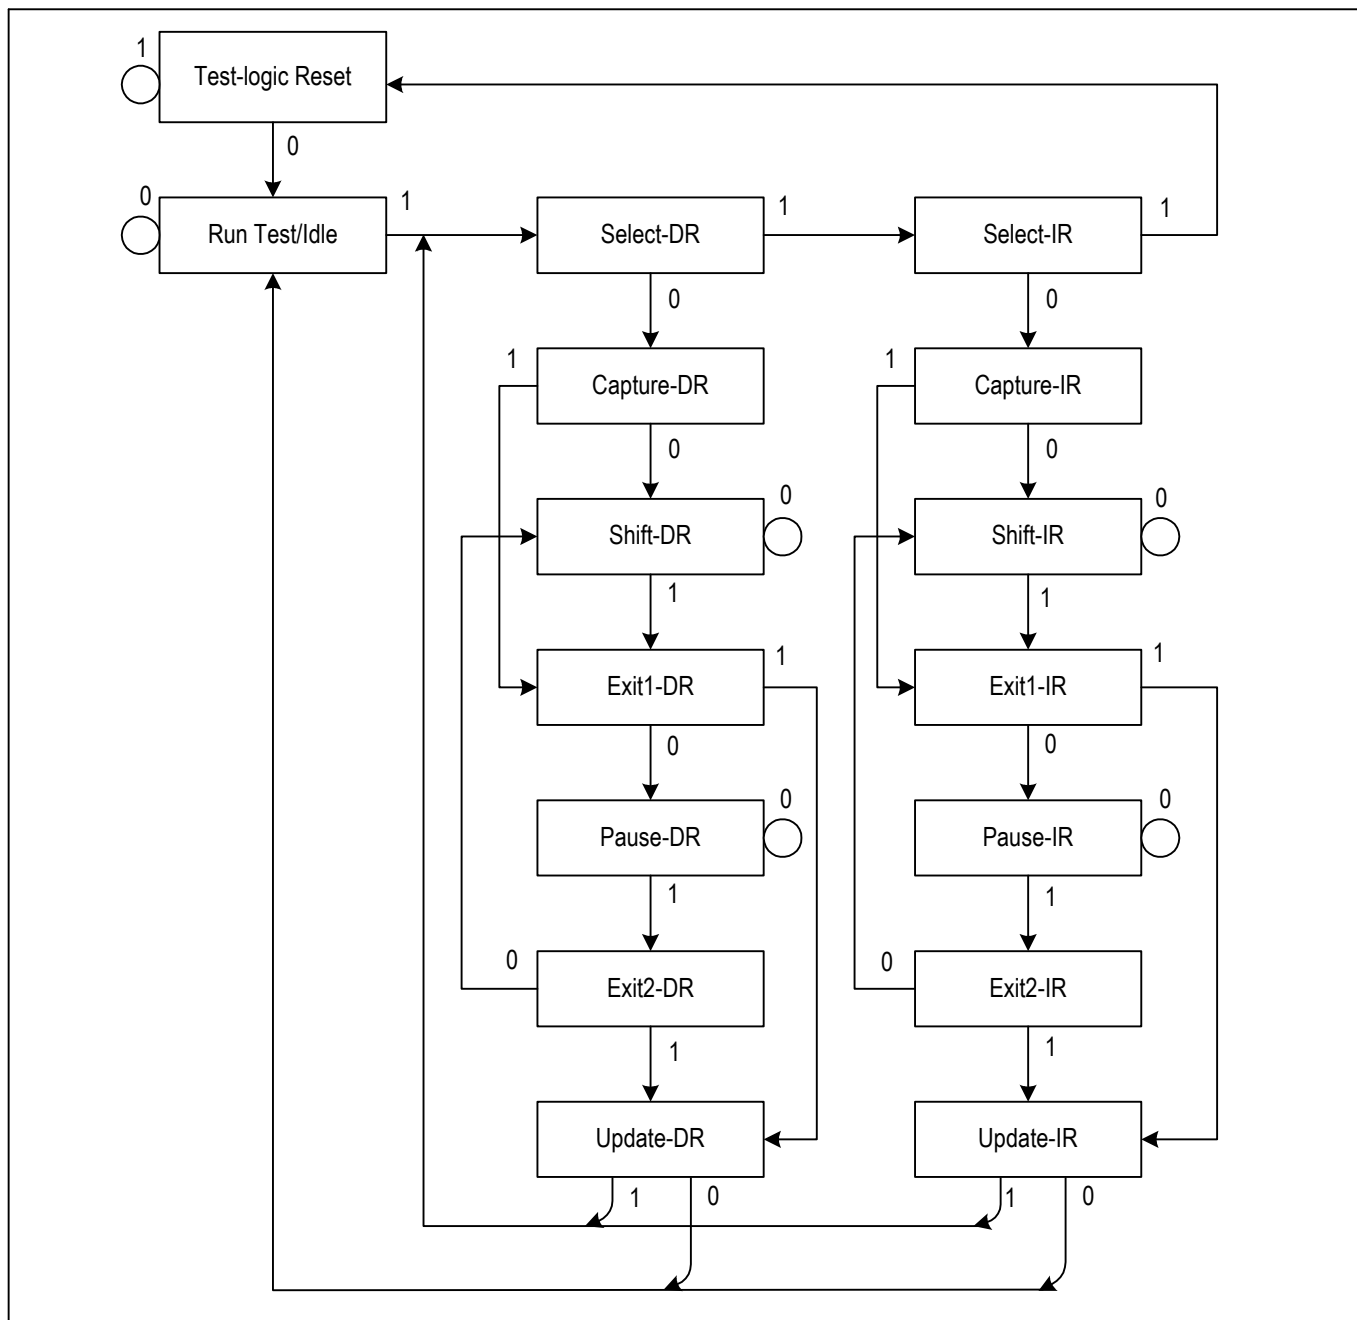 1
Test-logic Reset
0
0
Run Test/Idle
1
Select-DR
1
Select-IR
1
0
0
1
Capture-DR
1
Capture-IR
0
0
Shift-DR
0
Shift-IR
0
1
1
Exit1-DR
1
Exit1-IR
1
0
0
Pause-DR
0
Pause-IR
0
1
1
0
Exit2-DR
0
Exit2-IR
1
1
Update-DR
Update-IR
1
0
1
0